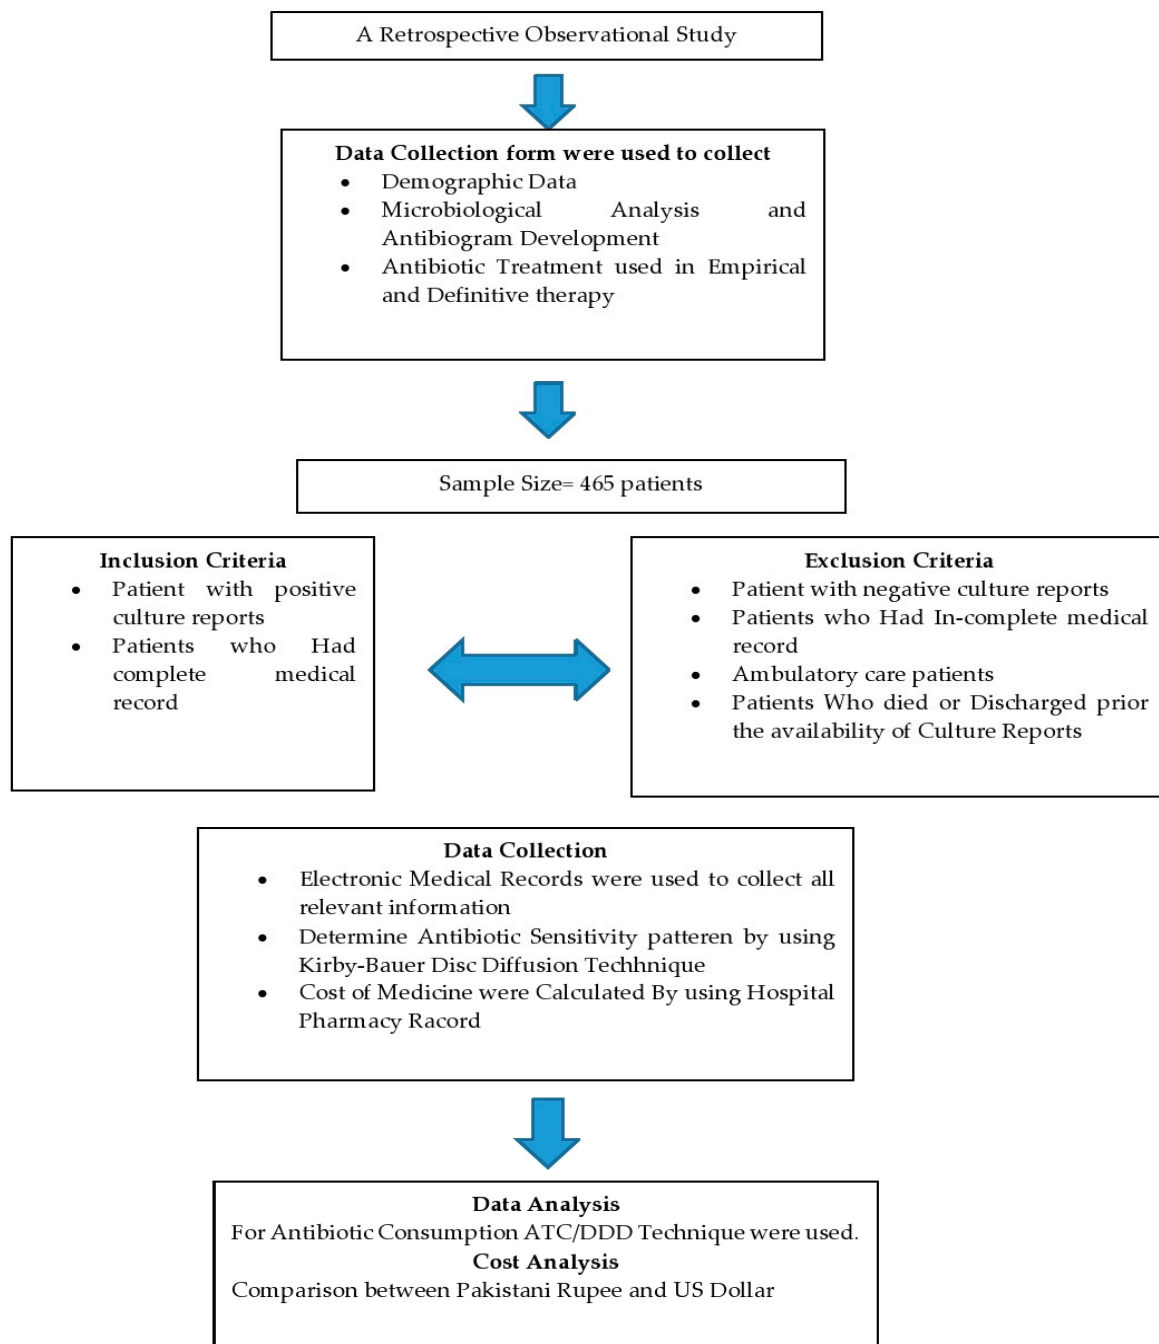 A Retrospective Observational Study
Data Collection form were used to collect
• Demographic Data
• Microbiological Analysis and
Antibiogram Development
• Antibiotic Treatment used in Empirical
and Definitive therapy
Sample Size= 465 patients
Inclusion Criteria
• Patient with positive
culture reports
• Patients who Had
complete medical
record
Exclusion Criteria
• Patient with negative culture reports
• Patients who Had In-complete medical
record
• Ambulatory care patients
• Patients Who died or Discharged prior
the availability of Culture Reports
Data Collection
• Electronic Medical Records were used to collect all
relevant information
• Determine Antibiotic Sensitivity patteren by using
Kirby-Bauer Disc Diffusion Techhnique
• Cost of Medicine were Calculated By using Hospital
Pharmacy Racord
Data Analysis
For Antibiotic Consumption ATC/DDD Technique were used.
Cost Analysis
Comparison between Pakistani Rupee and US Dollar